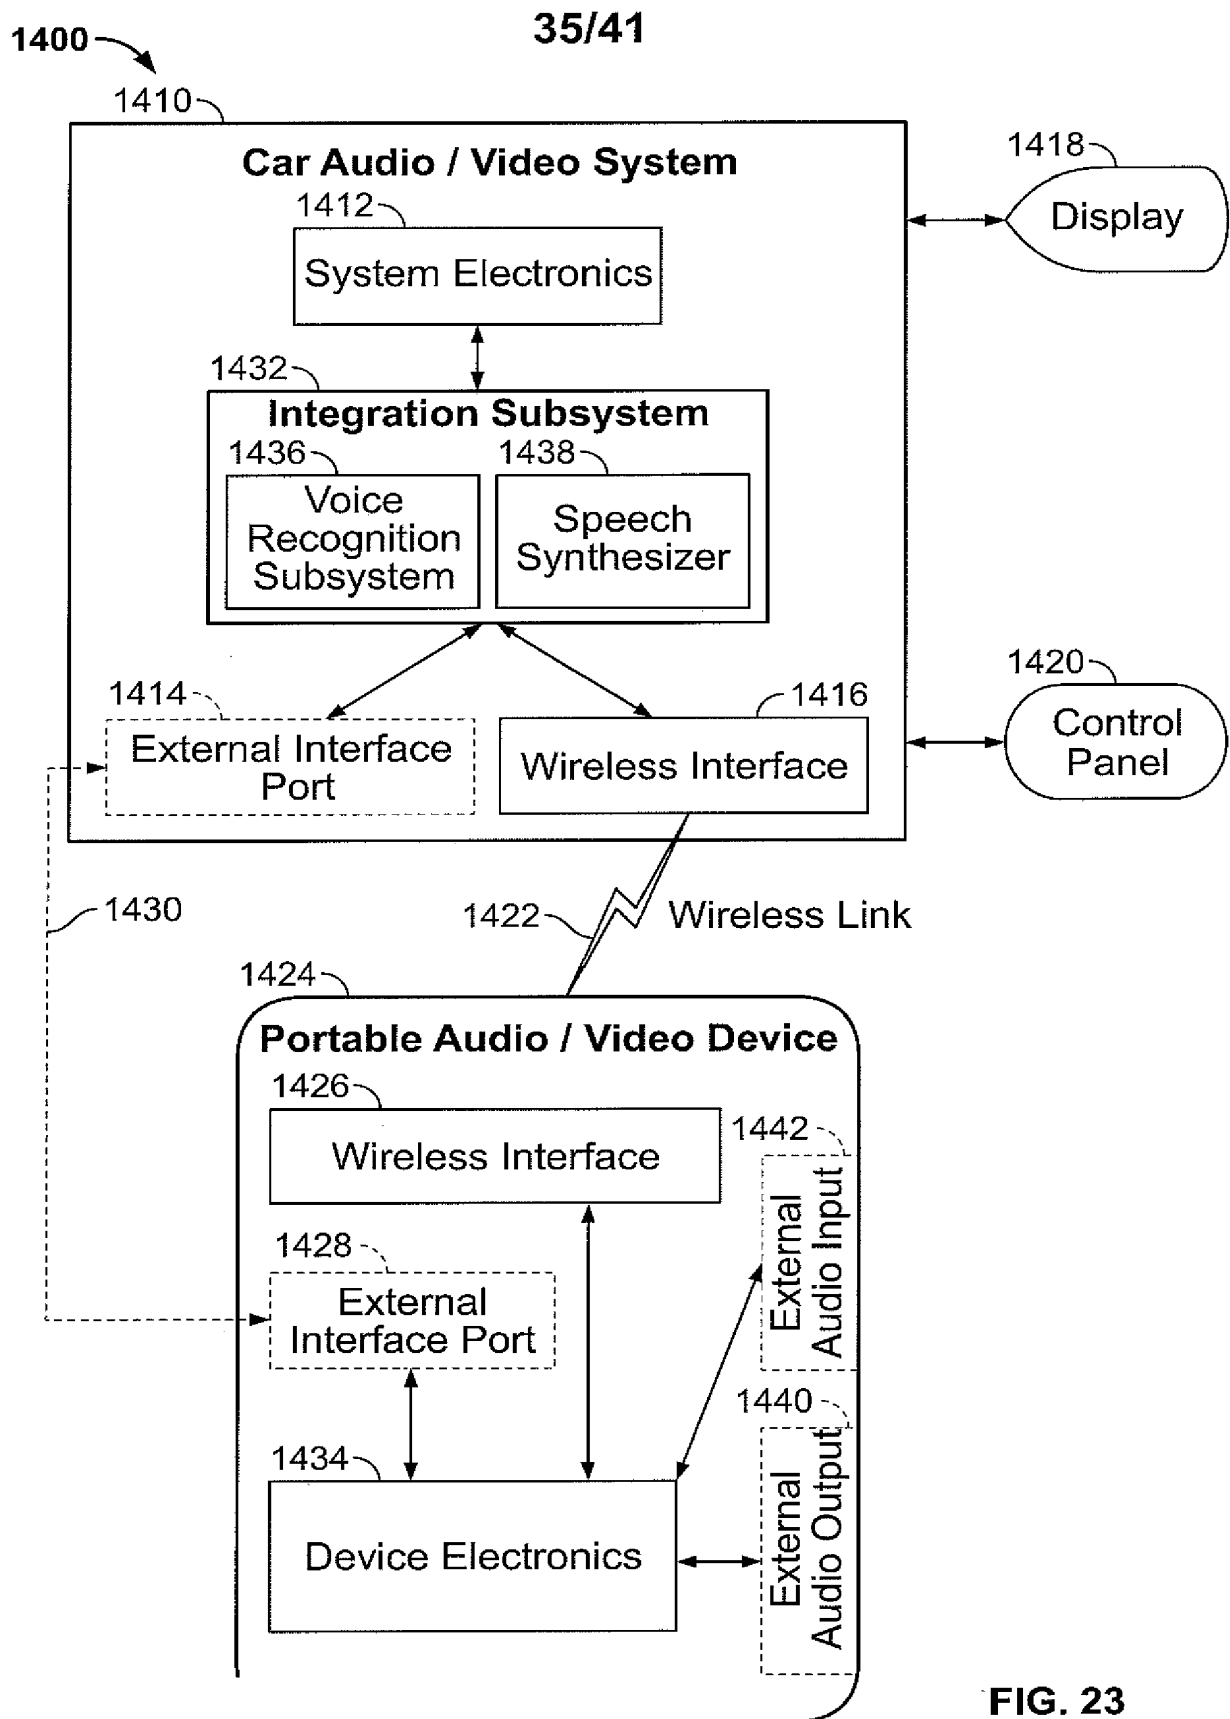 35/41
1400
1410
Car Audio / Video System
1412
System Electronics
1418
Display
1432
Integration Subsystem
1436
Voice
Recognition
Subsystem
1438
Speech
Synthesizer
1414
External Interface
Port
1416
Wireless Interface
1420
Control
Panel
1430
1422
Wireless Link
1424
Portable Audio / Video Device
1426
Wireless Interface
1442
External
Audio Input
1428
External
Interface Port
1440
External
Audio Output
1434
Device Electronics
FIG. 23